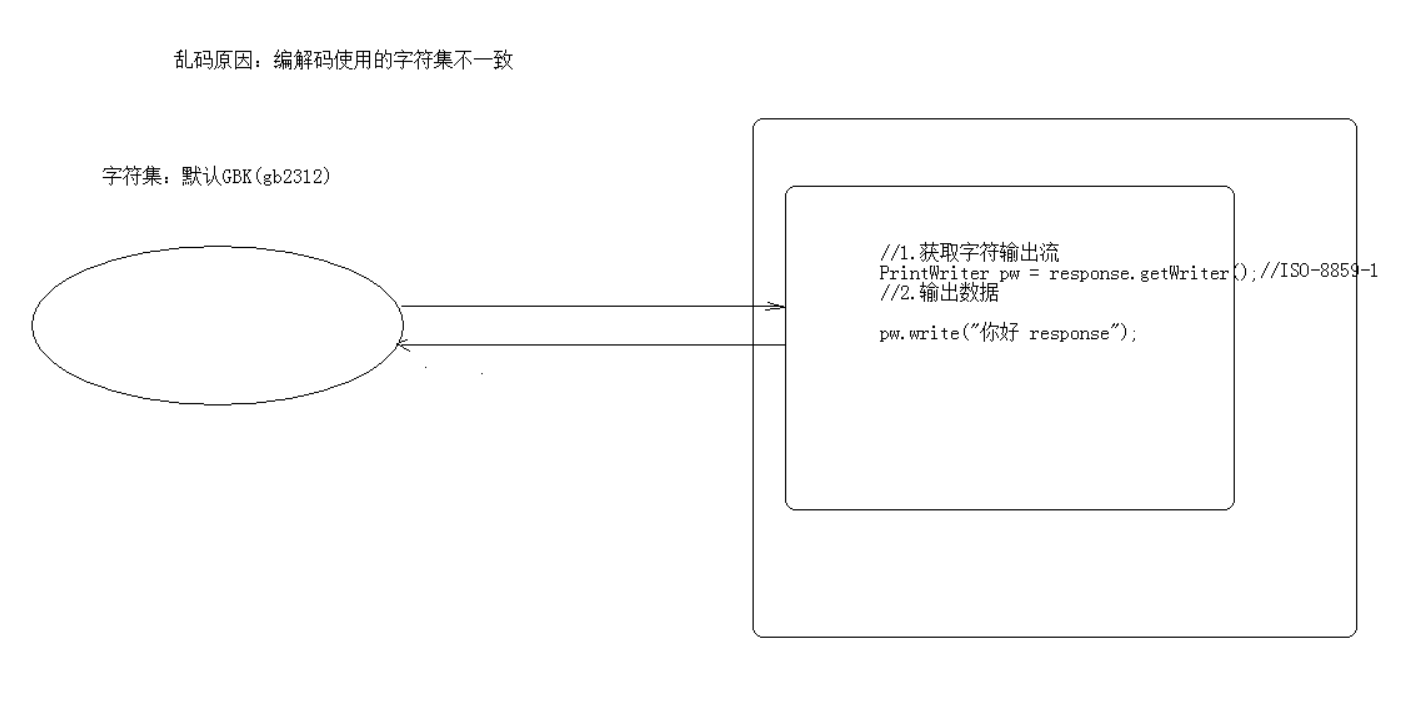 乱码原因：编解码使用的字符集不一致
字符集：默认GBK(gb2312)
//1.获取字符输出流
PrintWriter pw = response.getWriter();//ISO-8859-1
//2.输出数据
pw.write("你好 response");